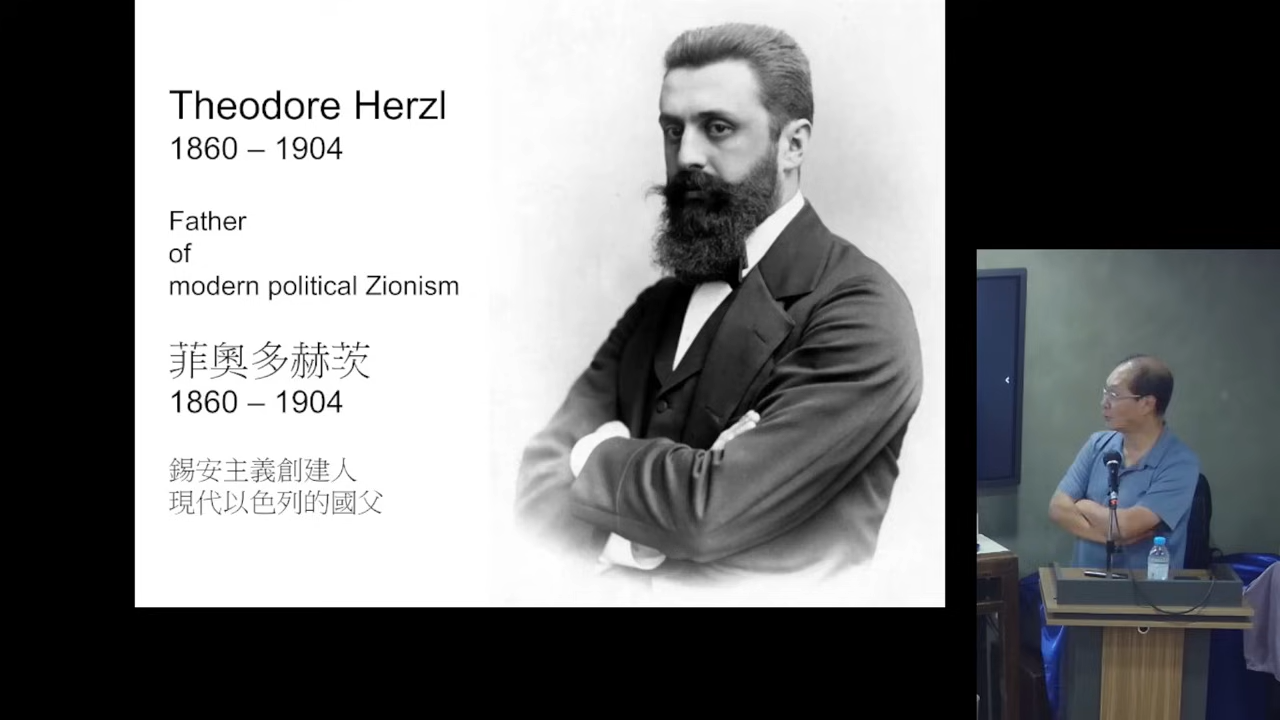 Theodore Herzl
1860 – 1904
Father
of
modern political Zionism
菲奧多赫茨
1860 – 1904
錫安主義創建人
現代以色列的國父